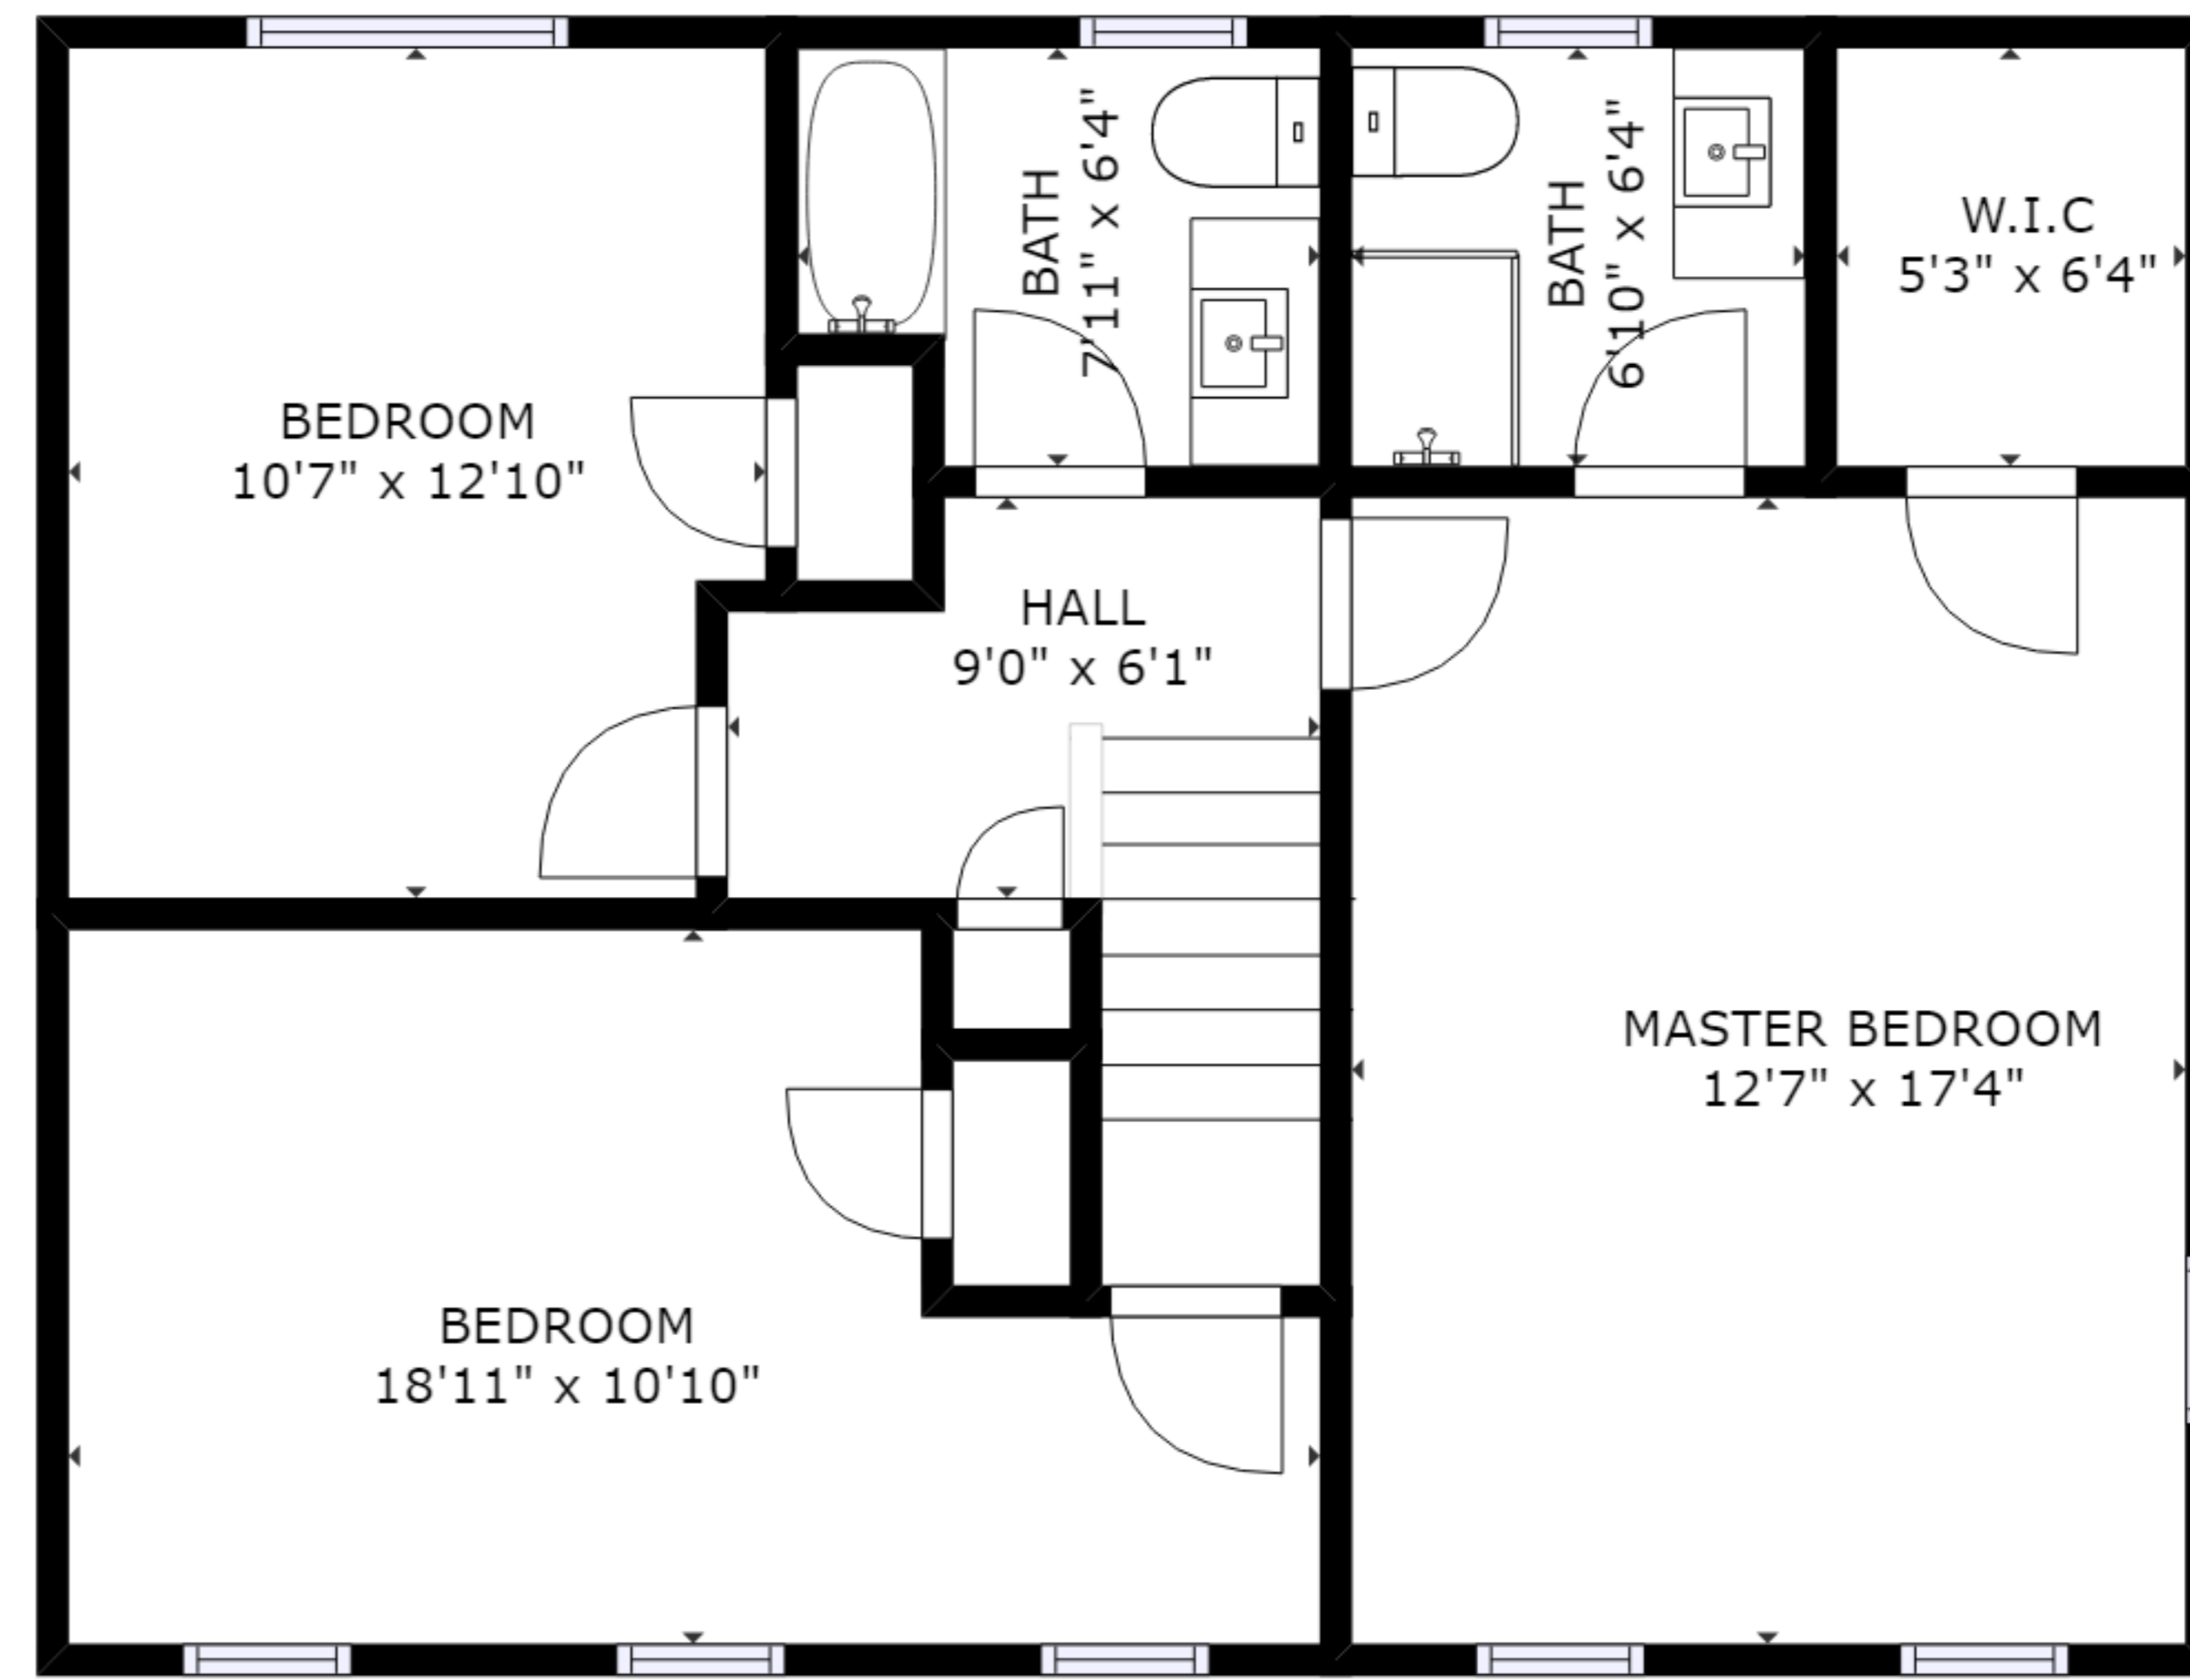 BATH
7'11" x 6'4"
BATH
6'10" x 6'4"
W.I.C
5'3" x 6'4"
BEDROOM
10'7" x 12'10"
HALL
9'0" x 6'1"
MASTER BEDROOM
12'7" x 17'4"
BEDROOM
18'11" x 10'10"